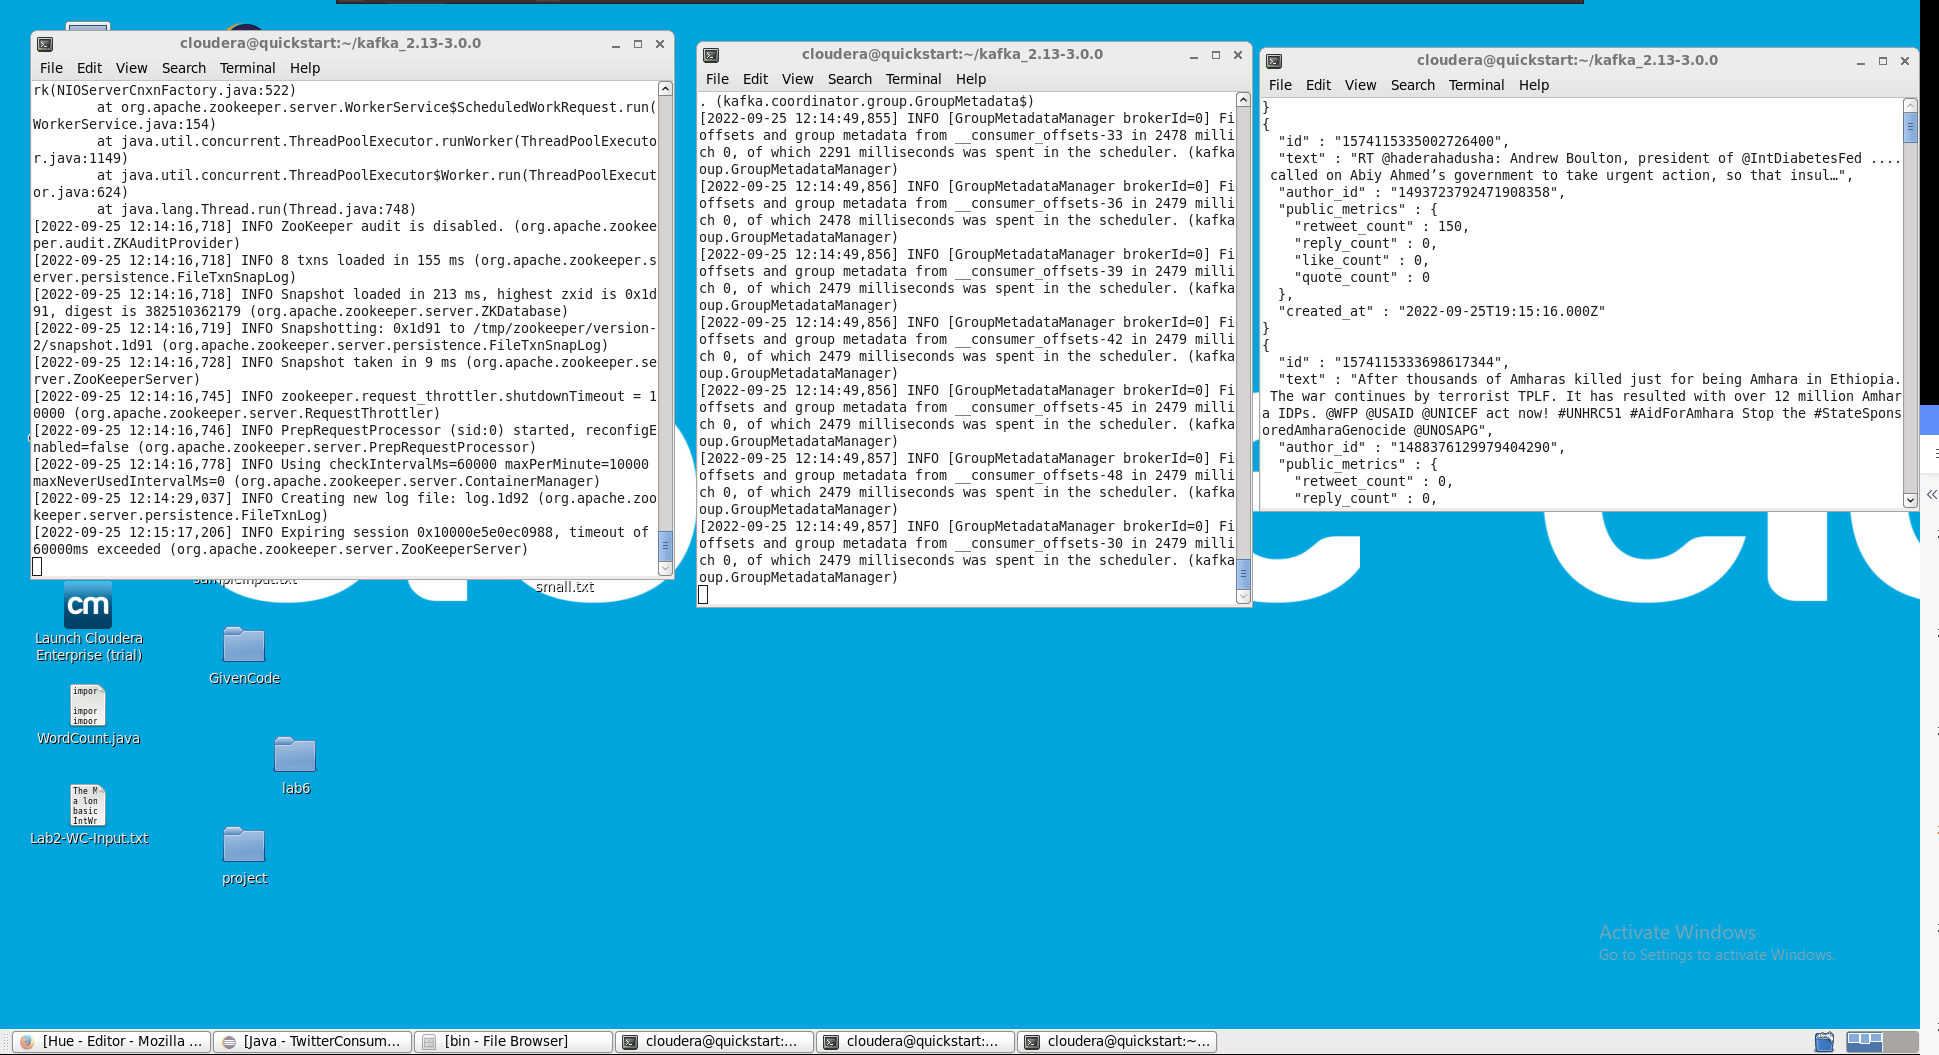 cloudera@quickstart:~/kafka_2.13-3.0.0
File Edit View Search Terminal Help
rk(NIOServerCnxnFactory.java:522)
at org.apache.zookeeper.server.WorkerService$ScheduledWorkRequest.run(
WorkerService.java:154)
at java.util.concurrent.ThreadPoolExecutor.runWorker(ThreadPoolExecuto
r.java:1149)
at java.util.concurrent.ThreadPoolExecutor$Worker.run(ThreadPoolExecut
or.java:624)
at java.lang.Thread.run(Thread.java:748)
[2022-09-25 12:14:16,718] INFO ZooKeeper audit is disabled. (org.apache.zookee
per.audit.ZKAuditProvider)
[2022-09-25 12:14:16,718] INFO 8 txns loaded in 155 ms (org.apache.zookeeper.s
erver.persistence.FileTxnSnapLog)
[2022-09-25 12:14:16,718] INFO Snapshot loaded in 213 ms, highest zxid is 0x1d
91, digest is 382510362179 (org.apache.zookeeper.server.ZKDatabase)
[2022-09-25 12:14:16,719] INFO Snapshotting: 0x1d91 to /tmp/zookeeper/version-
2/snapshot.1d91 (org.apache.zookeeper.server.persistence.FileTxnSnapLog)
[2022-09-25 12:14:16,728] INFO Snapshot taken in 9 ms (org.apache.zookeeper.se
rver.ZooKeeperServer)
[2022-09-25 12:14:16,745] INFO zookeeper.request_throttler.shutdownTimeout = 1
0000 (org.apache.zookeeper.server.RequestThrottler)
[2022-09-25 12:14:16,746] INFO PrepRequestProcessor (sid:0) started, reconfigE
nabled=false (org.apache.zookeeper.server.PrepRequestProcessor)
[2022-09-25 12:14:16,778] INFO Using checkIntervalMs=60000 maxPerMinute=10000
maxNeverUsedIntervalMs=0 (org.apache.zookeeper.server.ContainerManager)
[2022-09-25 12:14:29,037] INFO Creating new log file: log.1d92 (org.apache.zoo
keeper.server.persistence.FileTxnLog)
[2022-09-25 12:15:17,206] INFO Expiring session 0x10000e5e0ec0988, timeout of
60000ms exceeded (org.apache.zookeeper.server.ZooKeeperServer)
cloudera@quickstart:~/kafka_2.13-3.0.0
File Edit View Search Terminal Help
. (kafka.coordinator.group.GroupMetadata$)
[2022-09-25 12:14:49,855] INFO [GroupMetadataManager brokerId=0] Fi
offsets and group metadata from __consumer_offsets-33 in 2478 milli
ch 0, of which 2291 milliseconds was spent in the scheduler. (kafka
oup.GroupMetadataManager)
[2022-09-25 12:14:49,856] INFO [GroupMetadataManager brokerId=0] Fi
offsets and group metadata from __consumer_offsets-36 in 2479 milli
ch 0, of which 2478 milliseconds was spent in the scheduler. (kafka
oup.GroupMetadataManager)
[2022-09-25 12:14:49,856] INFO [GroupMetadataManager brokerId=0] Fi
offsets and group metadata from __consumer_offsets-39 in 2479 milli
ch 0, of which 2479 milliseconds was spent in the scheduler. (kafka
oup.GroupMetadataManager)
[2022-09-25 12:14:49,856] INFO [GroupMetadataManager brokerId=0] Fi
offsets and group metadata from __consumer_offsets-42 in 2479 milli
ch 0, of which 2479 milliseconds was spent in the scheduler. (kafka
oup.GroupMetadataManager)
[2022-09-25 12:14:49,856] INFO [GroupMetadataManager brokerId=0] Fi
offsets and group metadata from __consumer_offsets-45 in 2479 milli
ch 0, of which 2479 milliseconds was spent in the scheduler. (kafka
oup.GroupMetadataManager)
[2022-09-25 12:14:49,857] INFO [GroupMetadataManager brokerId=0] Fi
offsets and group metadata from __consumer_offsets-48 in 2479 milli
ch 0, of which 2479 milliseconds was spent in the scheduler. (kafka
oup.GroupMetadataManager)
[2022-09-25 12:14:49,857] INFO [GroupMetadataManager brokerId=0] Fi
offsets and group metadata from __consumer_offsets-30 in 2479 milli
ch 0, of which 2479 milliseconds was spent in the scheduler. (kafka
oup.GroupMetadataManager)
cloudera@quickstart:~/kafka_2.13-3.0.0
File Edit View Search Terminal Help
}
{
"id" : "1574115335002726400",
"text" : "RT @haderahadusha: Andrew Boulton, president of @IntDiabetesFed ....
called on Abiy Ahmed’s government to take urgent action, so that insul…",
"author_id" : "1493723792471908358",
"public_metrics" : {
"retweet_count" : 150,
"reply_count" : 0,
"like_count" : 0,
"quote_count" : 0
},
"created_at" : "2022-09-25T19:15:16.000Z"
}
{
"id" : "1574115333698617344",
"text" : "After thousands of Amharas killed just for being Amhara in Ethiopia.
The war continues by terrorist TPLF. It has resulted with over 12 million Amhar
a IDPs. @WFP @USAID @UNICEF act now! #UNHRC51 #AidForAmhara Stop the #StateSpons
oredAmharaGenocide @UNOSAPG",
"author_id" : "1488376129979404290",
"public_metrics" : {
"retweet_count" : 0,
"reply_count" : 0,
small.txt
cm
Launch Cloudera
Enterprise (trial)
GivenCode
impor
impor
impor
WordCount.java
lab6
The M
a lon
basic
IntWr
Lab2-WC-Input.txt
project
Activate Windows
Go to Settings to activate Windows.
[Hue - Editor - Mozilla ...
[Java - TwitterConsum...
[bin - File Browser]
cloudera@quickstart:...
cloudera@quickstart:...
cloudera@quickstart:~...